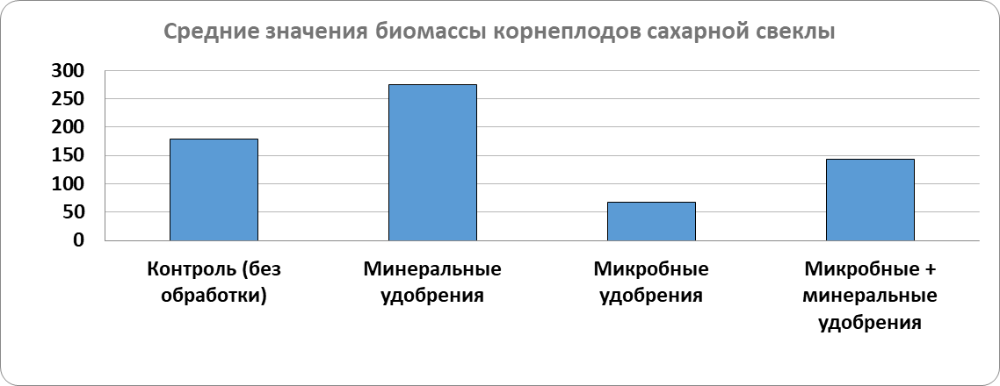 Средние значения биомассы корнеплодов сахарной свеклы
300
250
200
150
100
50
0
Контроль (без
обработки)
Минеральные
удобрения
Микробные
удобрения
Микробные +
минеральные
удобрения